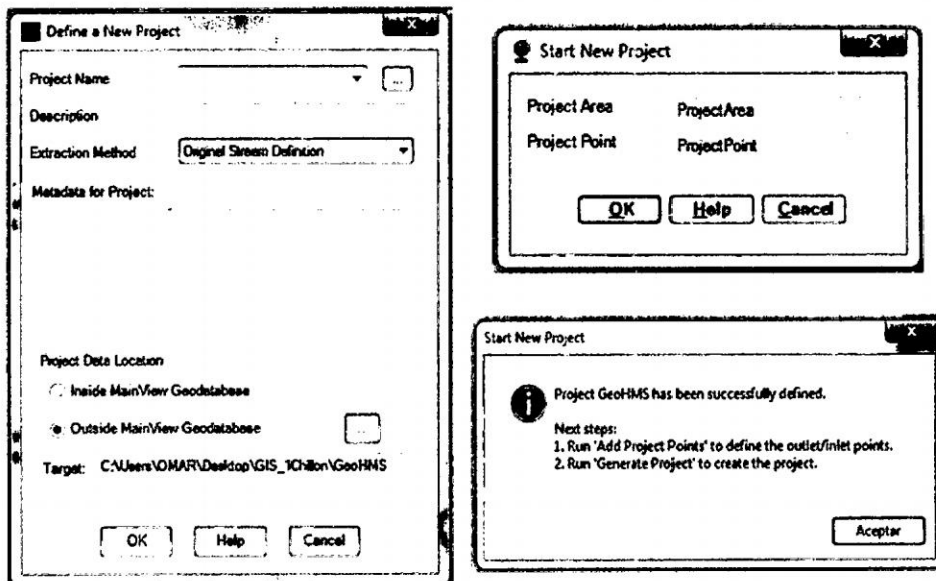 Define a New Project
Project Name
...
Description
Extraction Method
Original Stream Definition
Metadata for Project:
Project Data Location
Inside MainView Geodatabase
Outside MainView Geodatabase
...
Target: C:\Users\OMAR\Desktop\GIS_1Chillon\GeoHMS
OK Help Cancel
Start New Project
Project Area ProjectArea
Project Point ProjectPoint
OK Help Cancel
Start New Project
Project GeoHMS has been successfully defined.
Next steps:
1. Run 'Add Project Points' to define the outlet/inlet points.
2. Run 'Generate Project' to create the project.
Aceptar